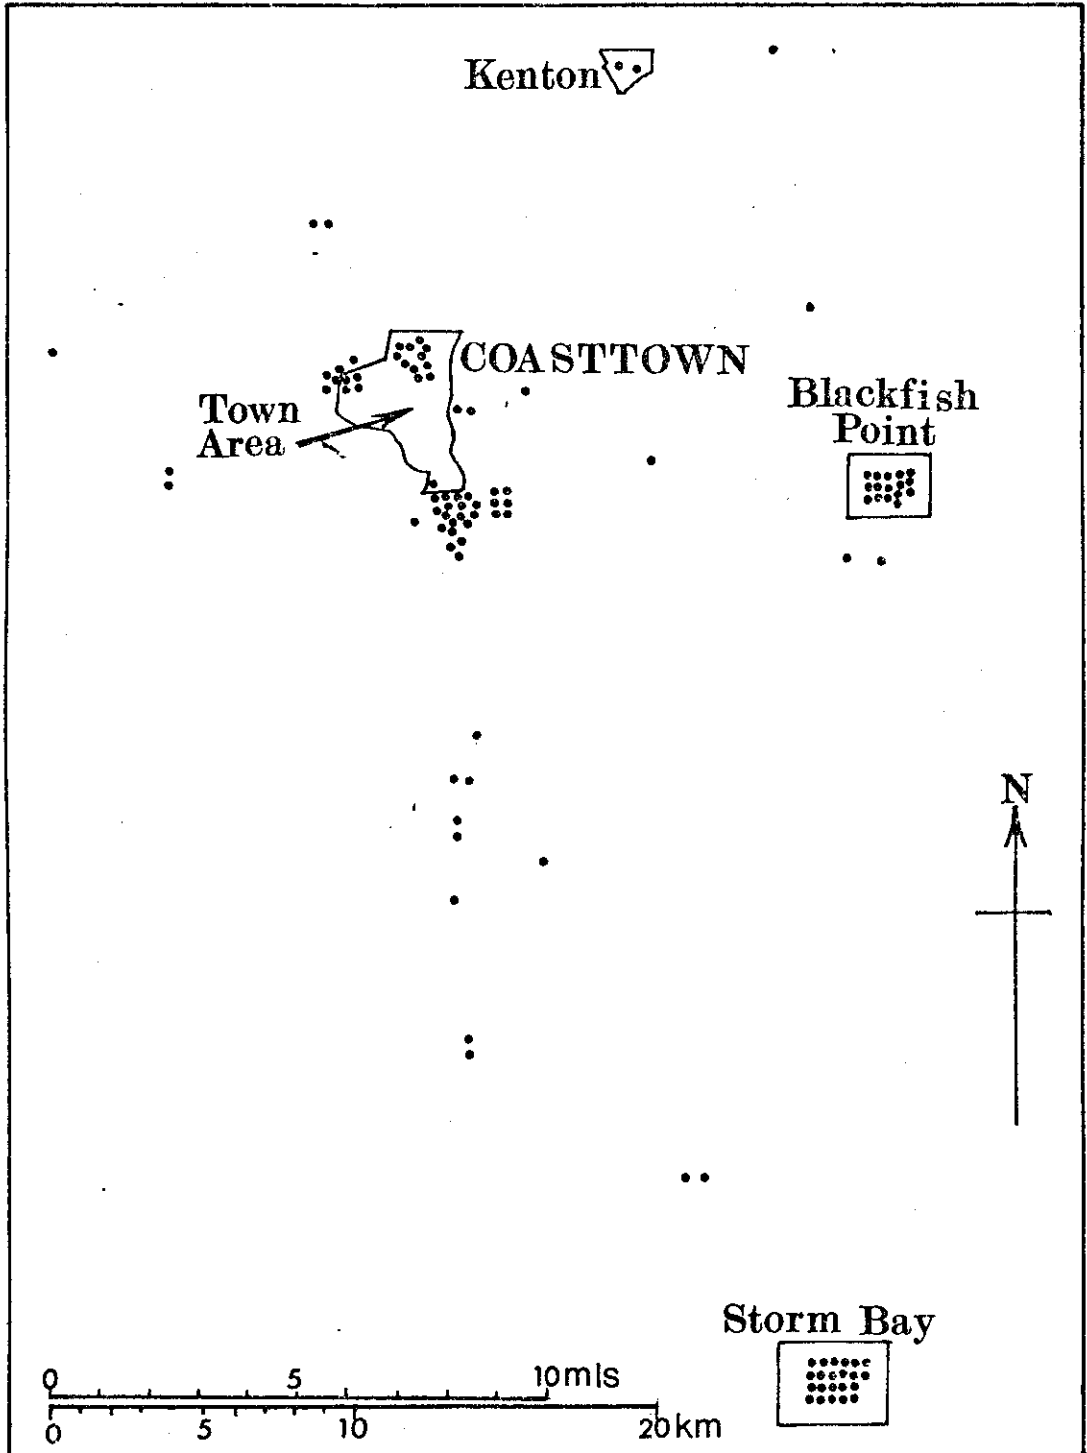 Kenton
COASTTOWN
Town
Area
Blackfish
Point
N
Storm Bay
0 5 10mls
0 5 10 20km